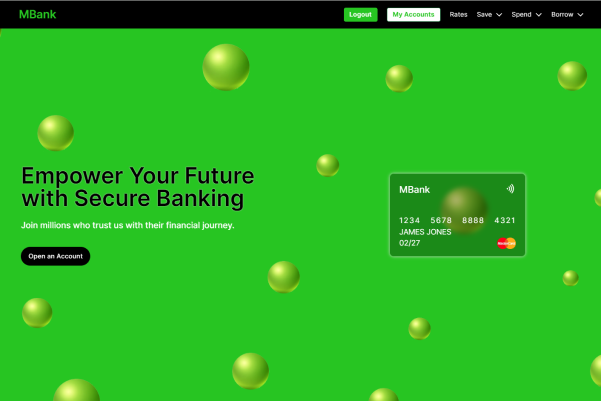 MBank
Logout
My Accounts
Rates
Save
Spend
Borrow
Empower Your Future
with Secure Banking
Join millions who trust us with their financial journey.
Open an Account
MBank
1234 5678 8888 4321
JAMES JONES
02/27
MasterCard